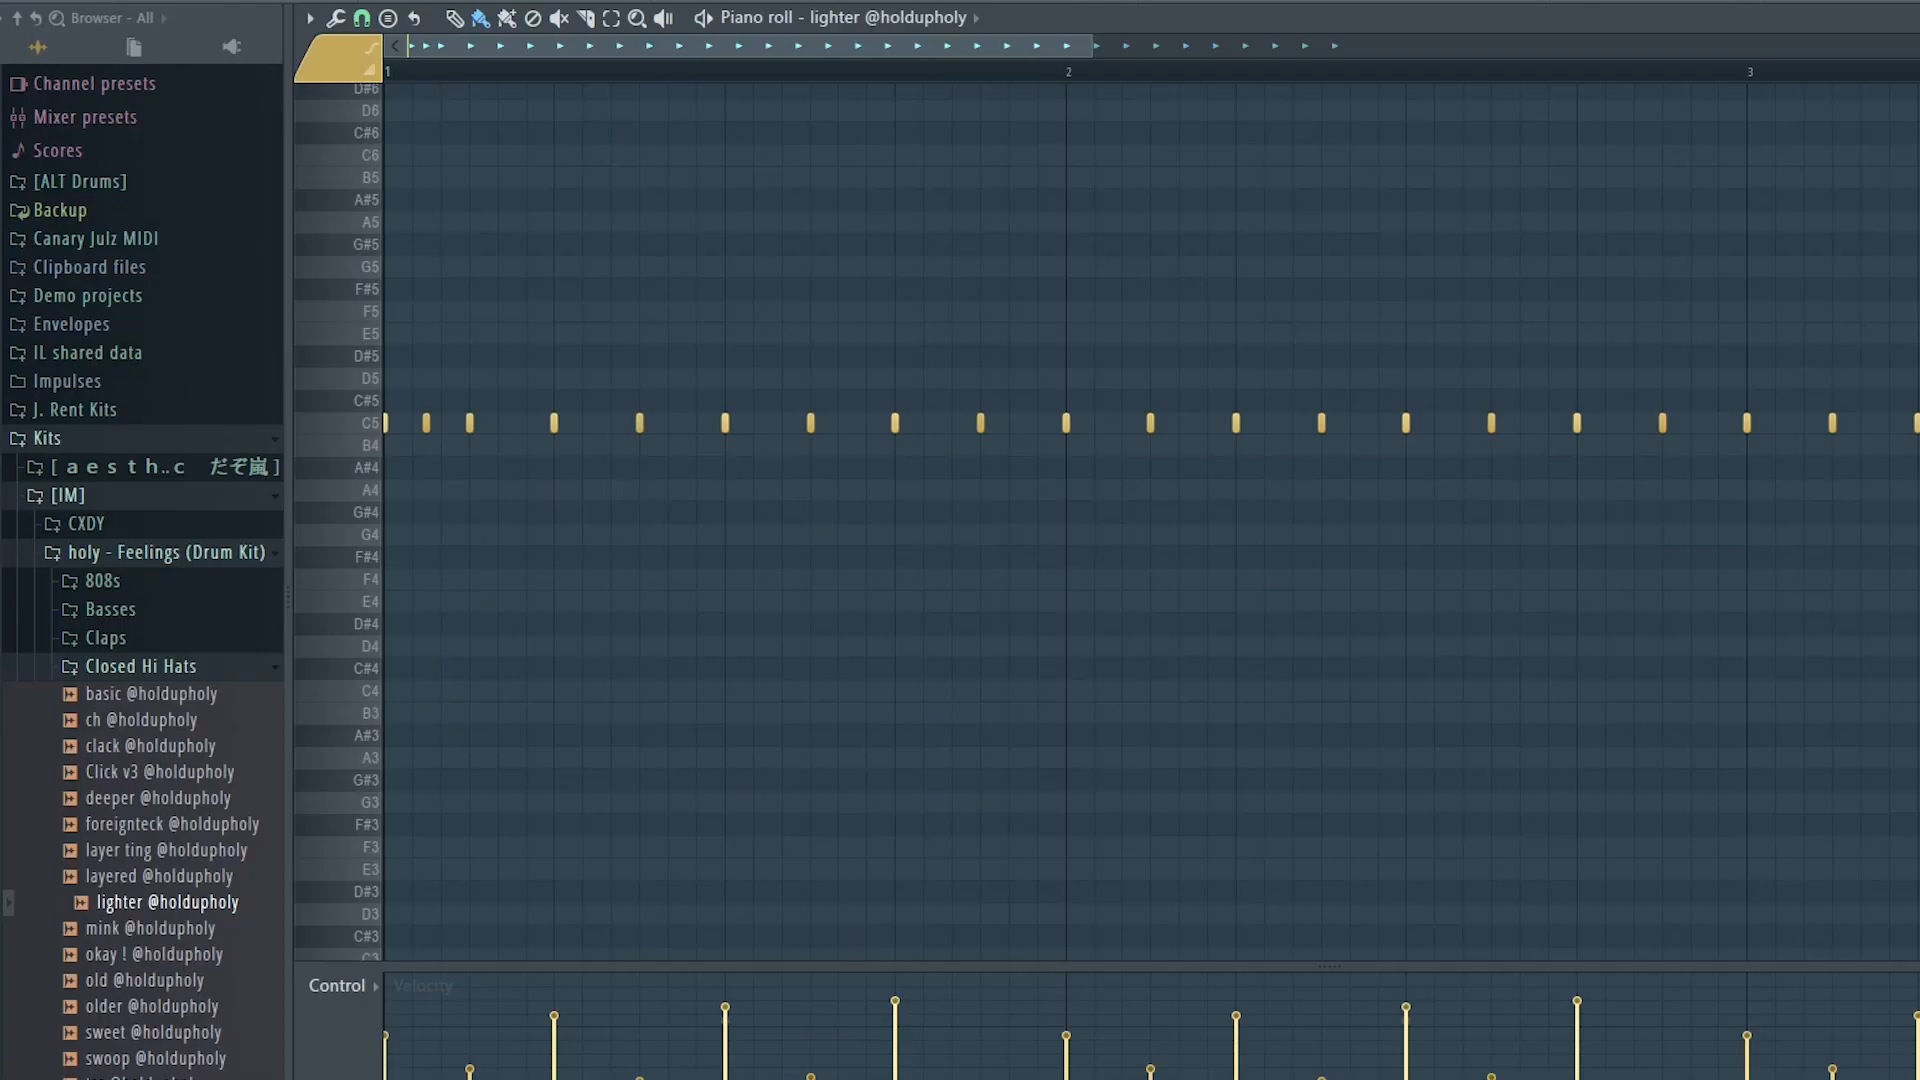 Browser - All
Piano roll - lighter @holdupholy
1
2
3
Channel presets
Mixer presets
Scores
[ALT Drums]
Backup
Canary Julz MIDI
Clipboard files
Demo projects
Envelopes
IL shared data
Impulses
J. Rent Kits
Kits
[ a e s t h..c だぞ嵐 ]
[IM]
CXDY
holy - Feelings (Drum Kit)
808s
Basses
Claps
Closed Hi Hats
basic @holdupholy
ch @holdupholy
clack @holdupholy
Click v3 @holdupholy
deeper @holdupholy
foreignteck @holdupholy
layer ting @holdupholy
layered @holdupholy
lighter @holdupholy
mink @holdupholy
okay ! @holdupholy
old @holdupholy
older @holdupholy
sweet @holdupholy
swoop @holdupholy
D#6
D6
C#6
C6
B5
A#5
A5
G#5
G5
F#5
F5
E5
D#5
D5
C#5
C5
B4
A#4
A4
G#4
G4
F#4
F4
E4
D#4
D4
C#4
C4
B3
A#3
A3
G#3
G3
F#3
F3
E3
D#3
D3
C#3
C3
Control
Velocity